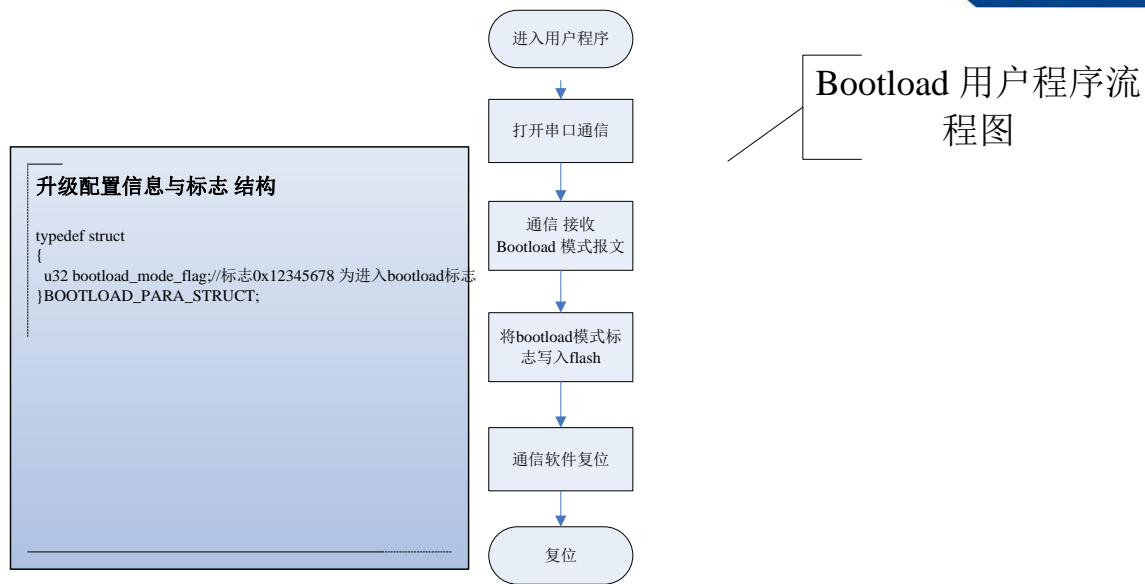 进入用户程序
打开串口通信
通信 接收
Bootload 模式报文
将bootload模式标
志写入flash
通信软件复位
复位
Bootload 用户程序流
程图
升级配置信息与标志 结构
typedef struct
{
u32 bootload_mode_flag;//标志0x12345678 为进入bootload标志
}BOOTLOAD_PARA_STRUCT;